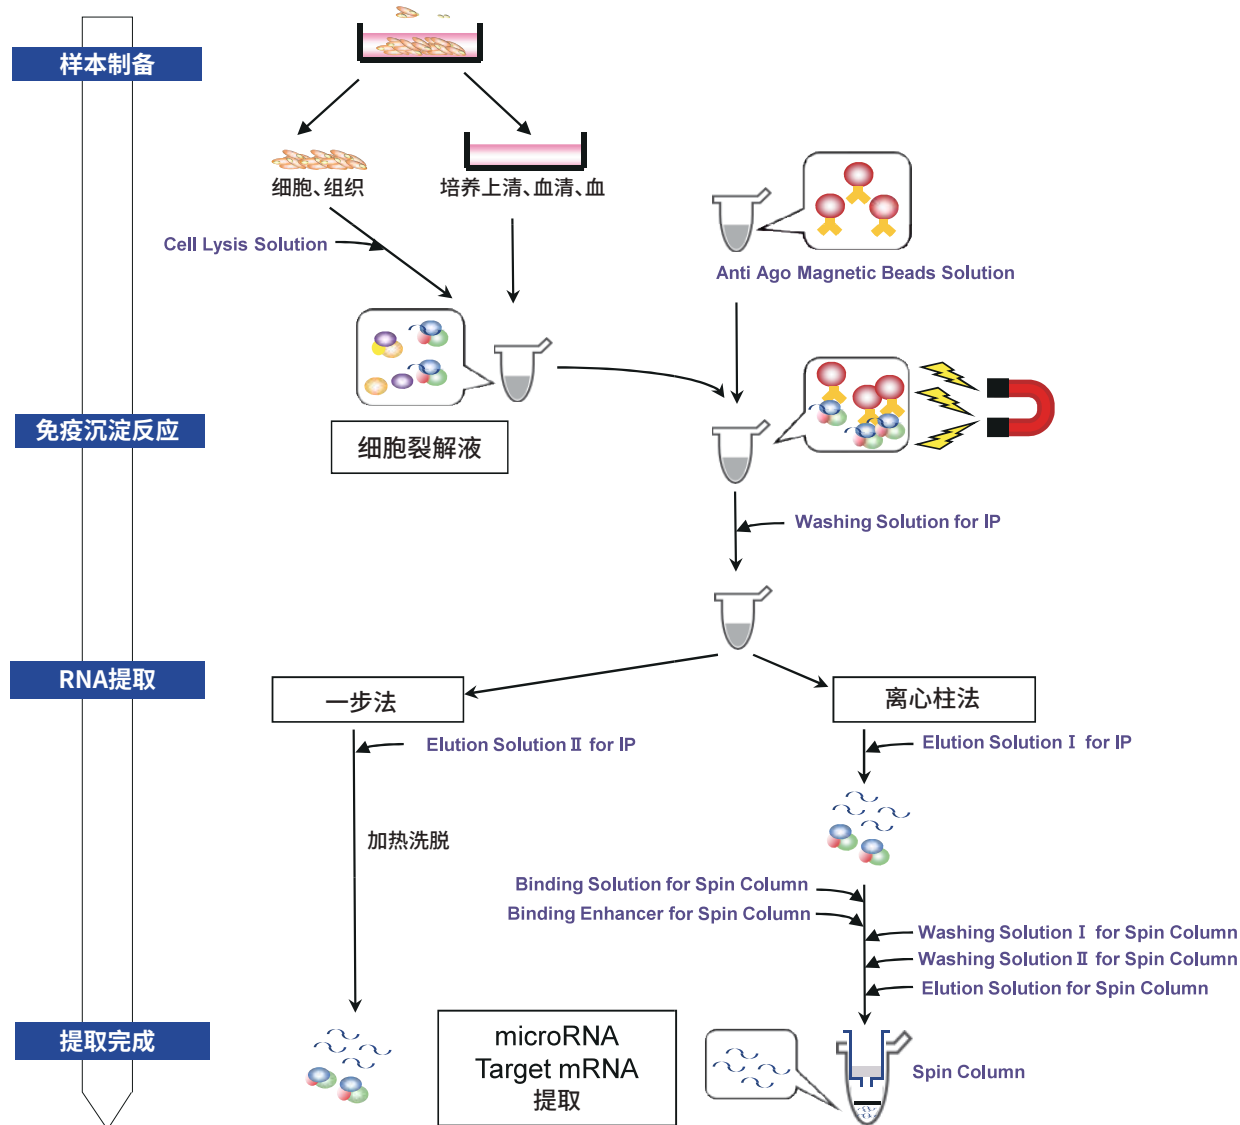 样本制备
细胞、组织
培养上清、血清、血
Cell Lysis Solution
Anti Ago Magnetic Beads Solution
免疫沉淀反应
细胞裂解液
Washing Solution for IP
RNA提取
一步法
离心柱法
Elution Solution Ⅱ for IP
Elution Solution Ⅰ for IP
加热洗脱
Binding Solution for Spin Column
Binding Enhancer for Spin Column
Washing Solution Ⅰ for Spin Column
Washing Solution Ⅱ for Spin Column
Elution Solution for Spin Column
提取完成
microRNA
Target mRNA
提取
Spin Column